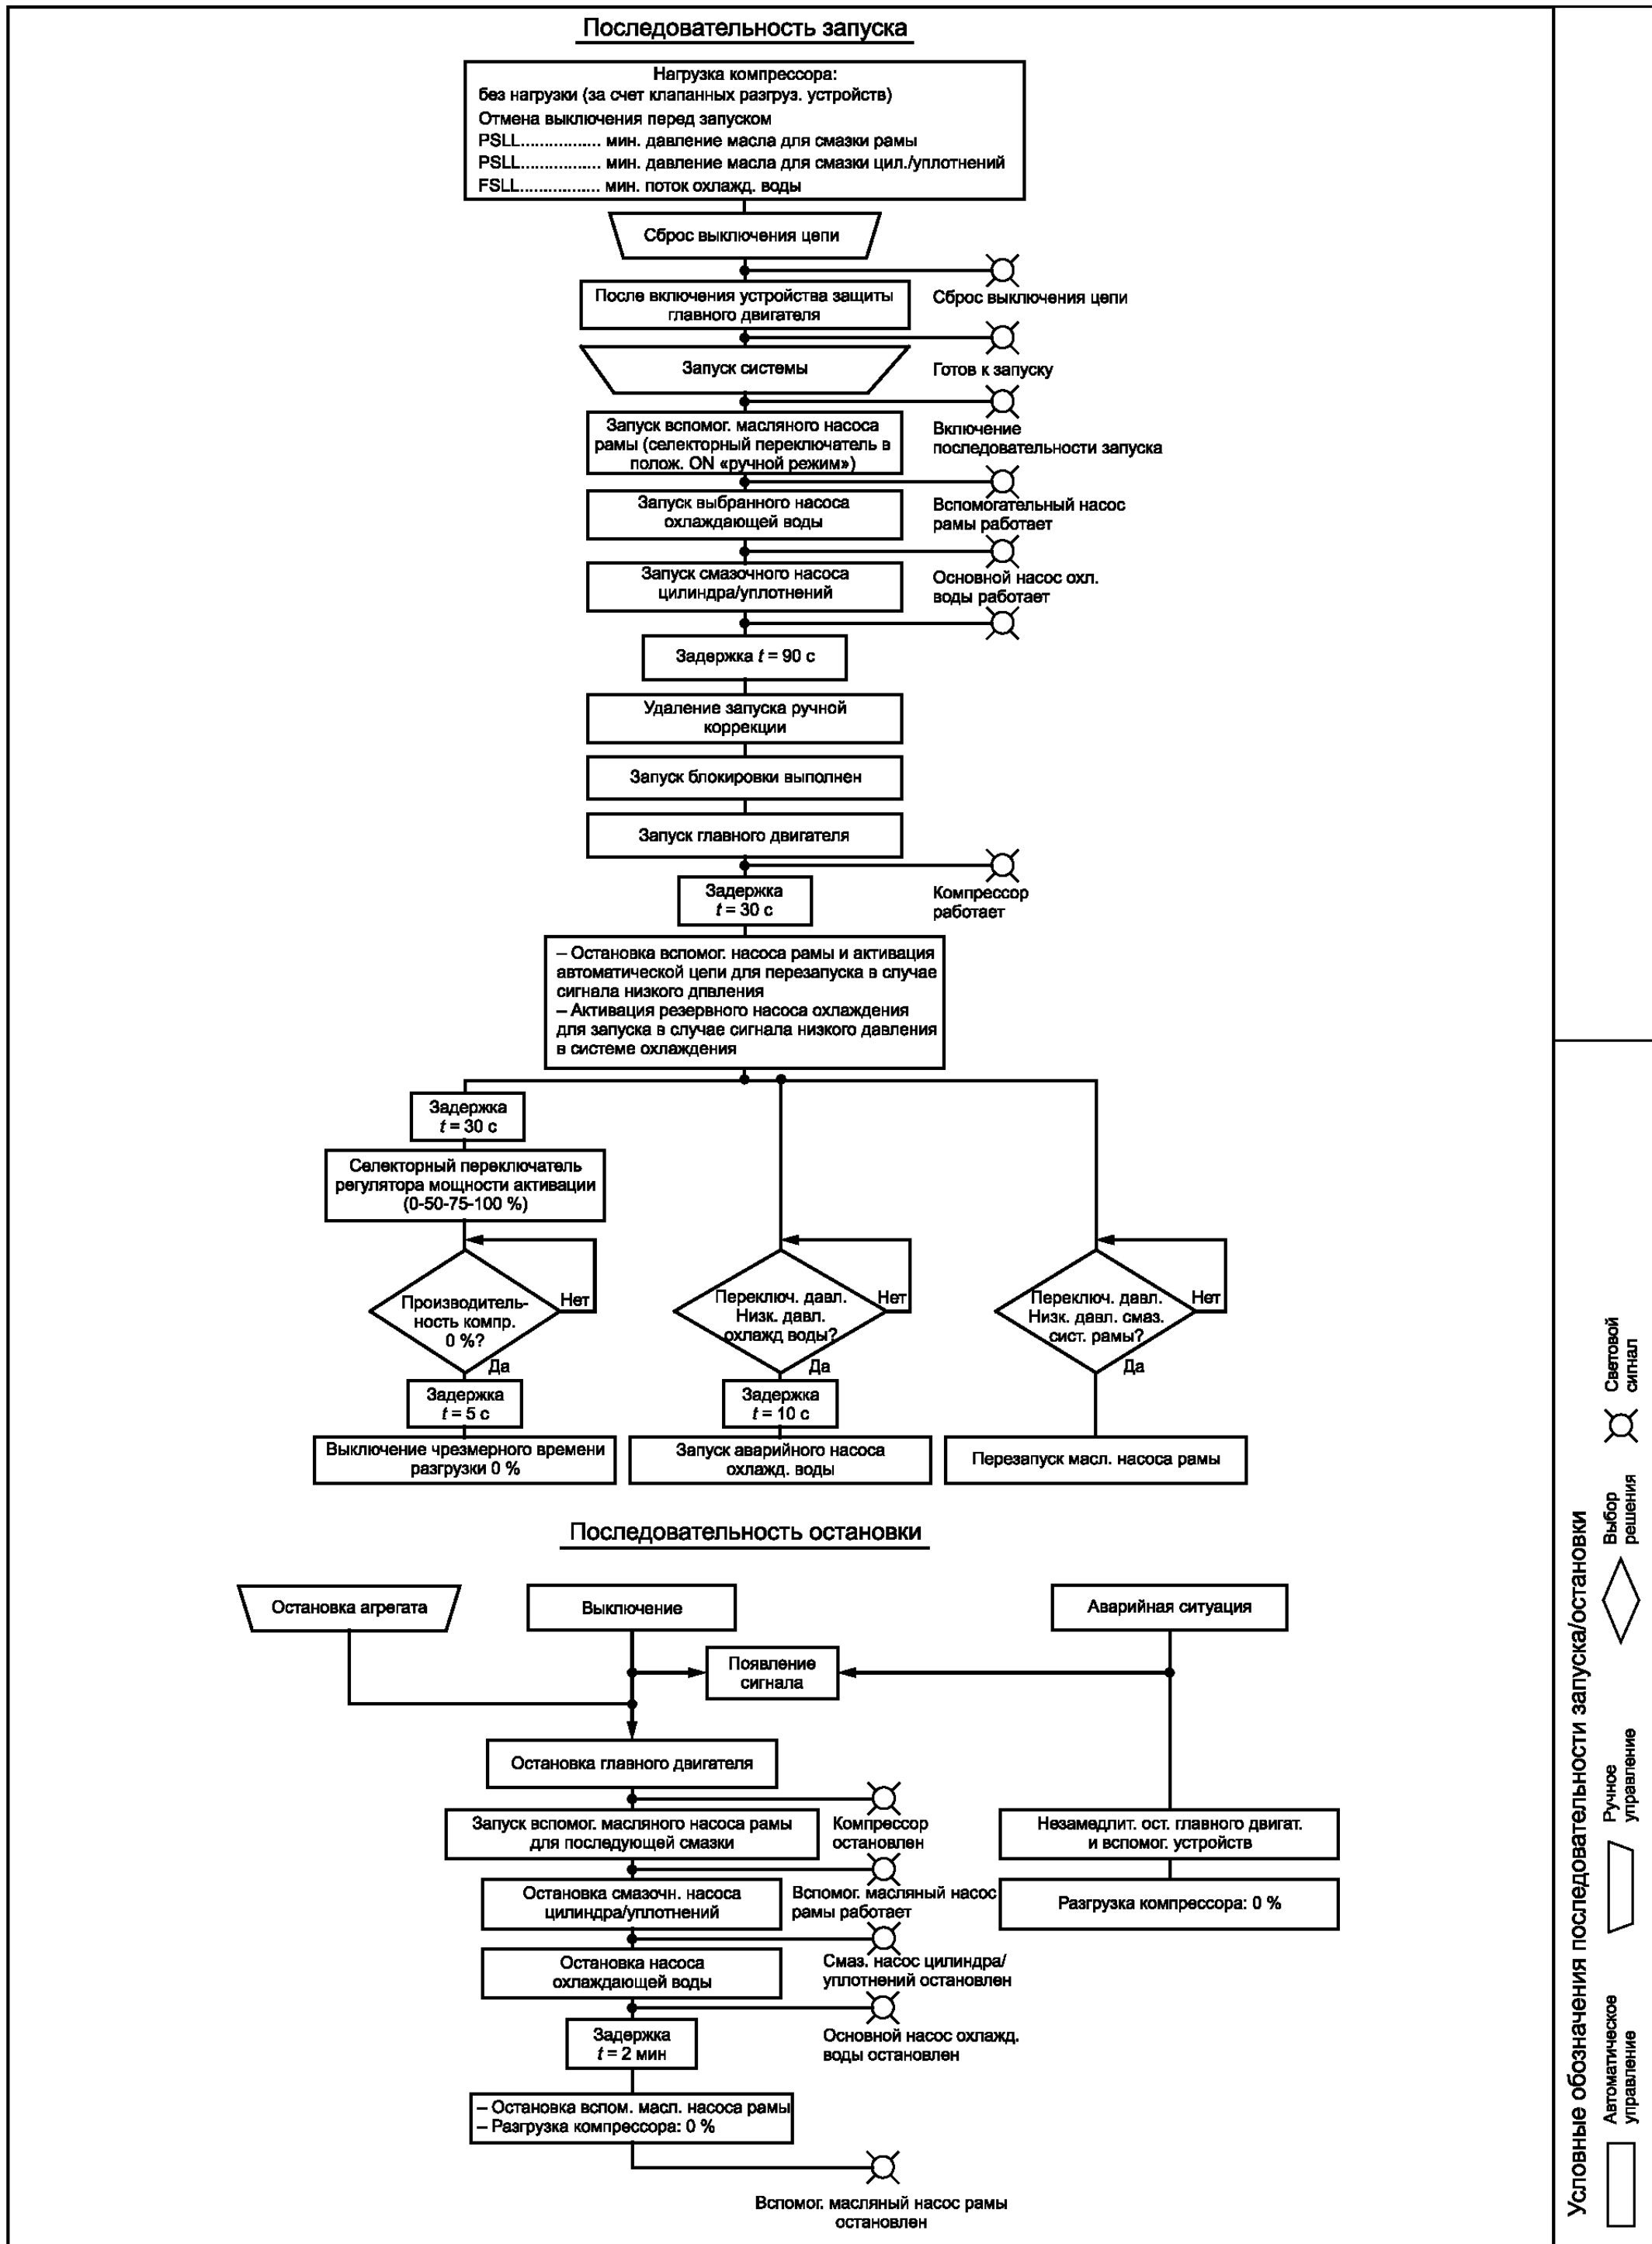 Последовательность запуска
Нагрузка компрессора:
без нагрузки (за счет клапанных разгруз. устройств)
Отмена выключения перед запуском
PSLL................. мин. давление масла для смазки рамы
PSLL................. мин. давление масла для смазки цил./уплотнений
FSLL................. мин. поток охлажд. воды
Сброс выключения цепи
Сброс выключения цепи
После включения устройства защиты
главного двигателя
Готов к запуску
Запуск системы
Включение
последовательности запуска
Запуск вспомог. масляного насоса
рамы (селекторный переключатель в
полож. ON «ручной режим»)
Вспомогательный насос
рамы работает
Запуск выбранного насоса
охлаждающей воды
Основной насос охл.
воды работает
Запуск смазочного насоса
цилиндра/уплотнений
Задержка t = 90 с
Удаление запуска ручной
коррекции
Запуск блокировки выполнен
Запуск главного двигателя
Компрессор
работает
Задержка
t = 30 с
– Остановка вспомог. насоса рамы и активация
автоматической цепи для перезапуска в случае
сигнала низкого дпвления
– Активация резервного насоса охлаждения
для запуска в случае сигнала низкого давления
в системе охлаждения
Задержка
t = 30 с
Селекторный переключатель
регулятора мощности активации
(0-50-75-100 %)
Производитель-
ность компр.
0 %?
Нет
Да
Задержка
t = 5 с
Выключение чрезмерного времени
разгрузки 0 %
Переключ. давл.
Низк. давл.
охлажд воды?
Нет
Да
Задержка
t = 10 с
Запуск аварийного насоса
охлажд. воды
Переключ. давл.
Низк. давл. смаз.
сист. рамы?
Нет
Да
Перезапуск масл. насоса рамы
Последовательность остановки
Остановка агрегата
Выключение
Аварийная ситуация
Появление
сигнала
Остановка главного двигателя
Компрессор
остановлен
Запуск вспомог. масляного насоса рамы
для последующей смазки
Вспомог. масляный насос
рамы работает
Остановка смазочн. насоса
цилиндра/уплотнений
Смаз. насос цилиндра/
уплотнений остановлен
Остановка насоса
охлаждающей воды
Основной насос охлажд.
воды остановлен
Задержка
t = 2 мин
– Остановка вспом. масл. насоса рамы
– Разгрузка компрессора: 0 %
Вспомог. масляный насос рамы
остановлен
Незамедлит. ост. главного двигат.
и вспомог. устройств
Разгрузка компрессора: 0 %
Условные обозначения последовательности запуска/остановки
Автоматическое
управление
Ручное
управление
Выбор
решения
Световой
сигнал